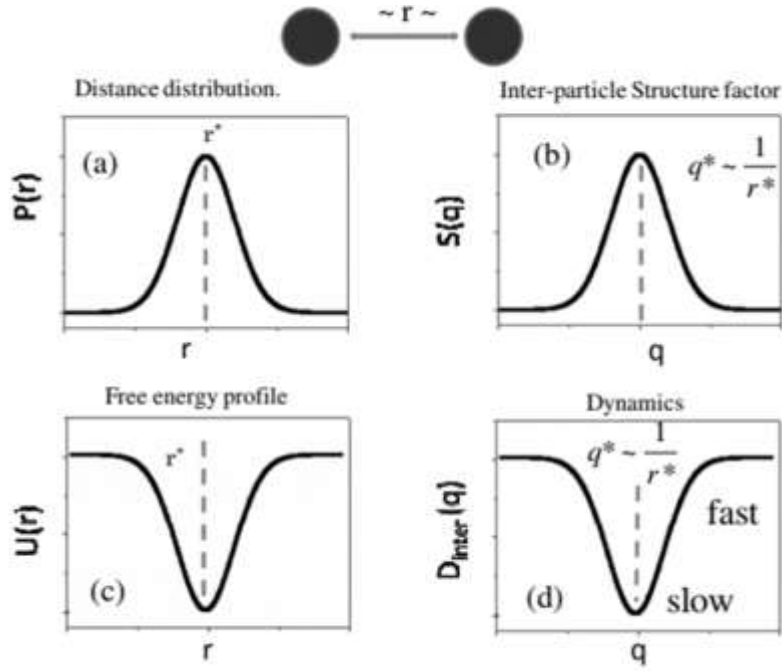 ~ r ~
Distance distribution.
Inter-particle Structure factor
r*
(a)
P(r)
r
(b)
q* ~ 1/r*
S(q)
q
Free energy profile
Dynamics
r*
U(r)
(c)
r
q* ~ 1/r*
D_inter(q)
fast
(d)
slow
q